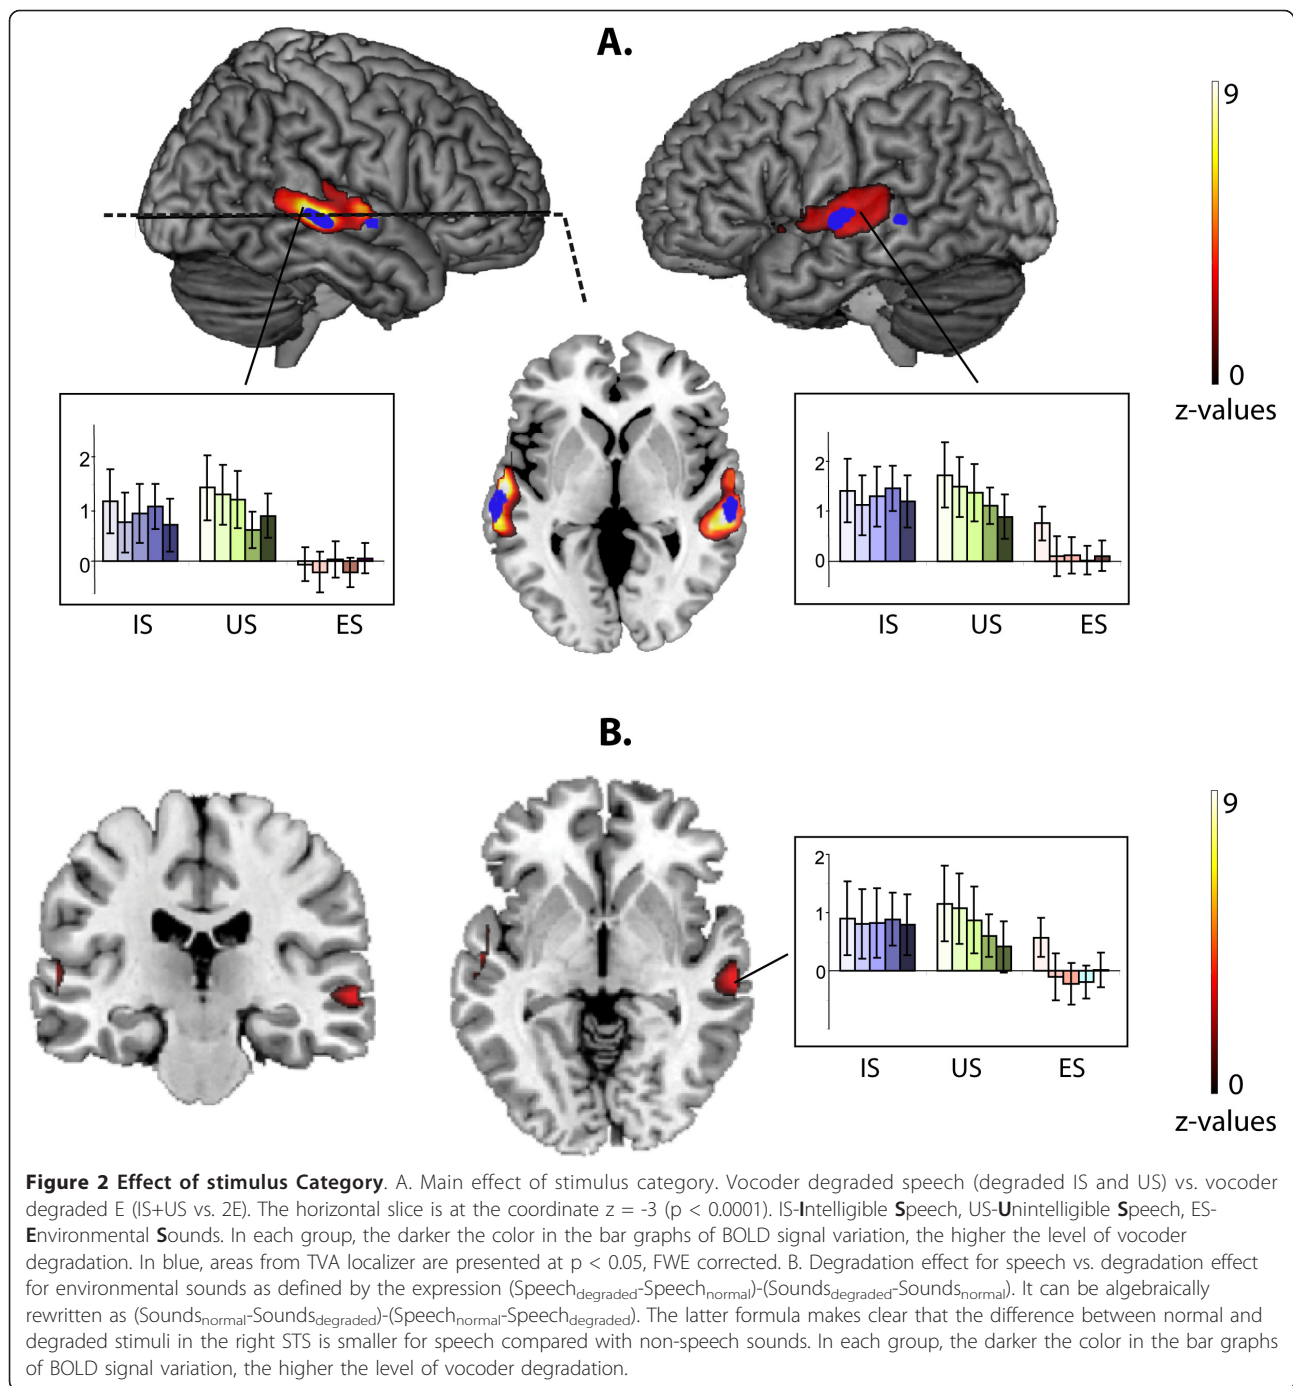 A.
9
0
z-values
2
1
0
IS US ES
2
1
0
IS US ES
B.
9
0
z-values
2
1
0
IS US ES
Figure 2 Effect of stimulus Category. A. Main effect of stimulus category. Vocoder degraded speech (degraded IS and US) vs. vocoder
degraded E (IS+US vs. 2E). The horizontal slice is at the coordinate z = -3 (p < 0.0001). IS-Intelligible Speech, US-Unintelligible Speech, ES-
Environmental Sounds. In each group, the darker the color in the bar graphs of BOLD signal variation, the higher the level of vocoder
degradation. In blue, areas from TVA localizer are presented at p < 0.05, FWE corrected. B. Degradation effect for speech vs. degradation effect
for environmental sounds as defined by the expression (Speechdegraded-Speechnormal)-(Soundsdegraded-Soundsnormal). It can be algebraically
rewritten as (Soundsnormal-Soundsdegraded)-(Speechnormal-Speechdegraded). The latter formula makes clear that the difference between normal and
degraded stimuli in the right STS is smaller for speech compared with non-speech sounds. In each group, the darker the color in the bar graphs
of BOLD signal variation, the higher the level of vocoder degradation.